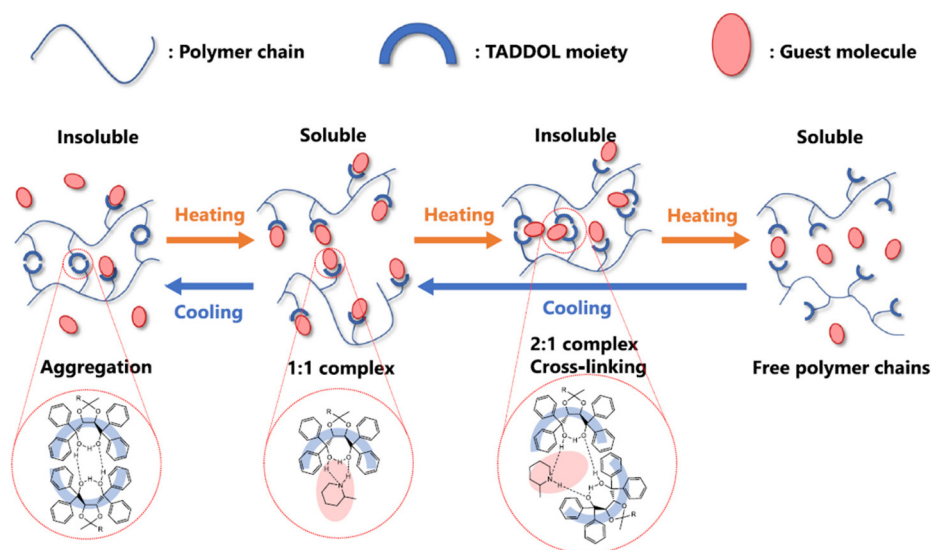 : Polymer chain
: TADDOL moiety
: Guest molecule
Insoluble
Soluble
Insoluble
Soluble
Heating
Heating
Heating
Cooling
Cooling
Aggregation
1:1 complex
2:1 complex
Cross-linking
Free polymer chains
R
O
O
O
H
O
H
H
O
H
O
O
O
R
R
O
O
O
H
O
H
N
H
R
O
O
O
H
O
H
N
H
H
O
H
O
O
O
R